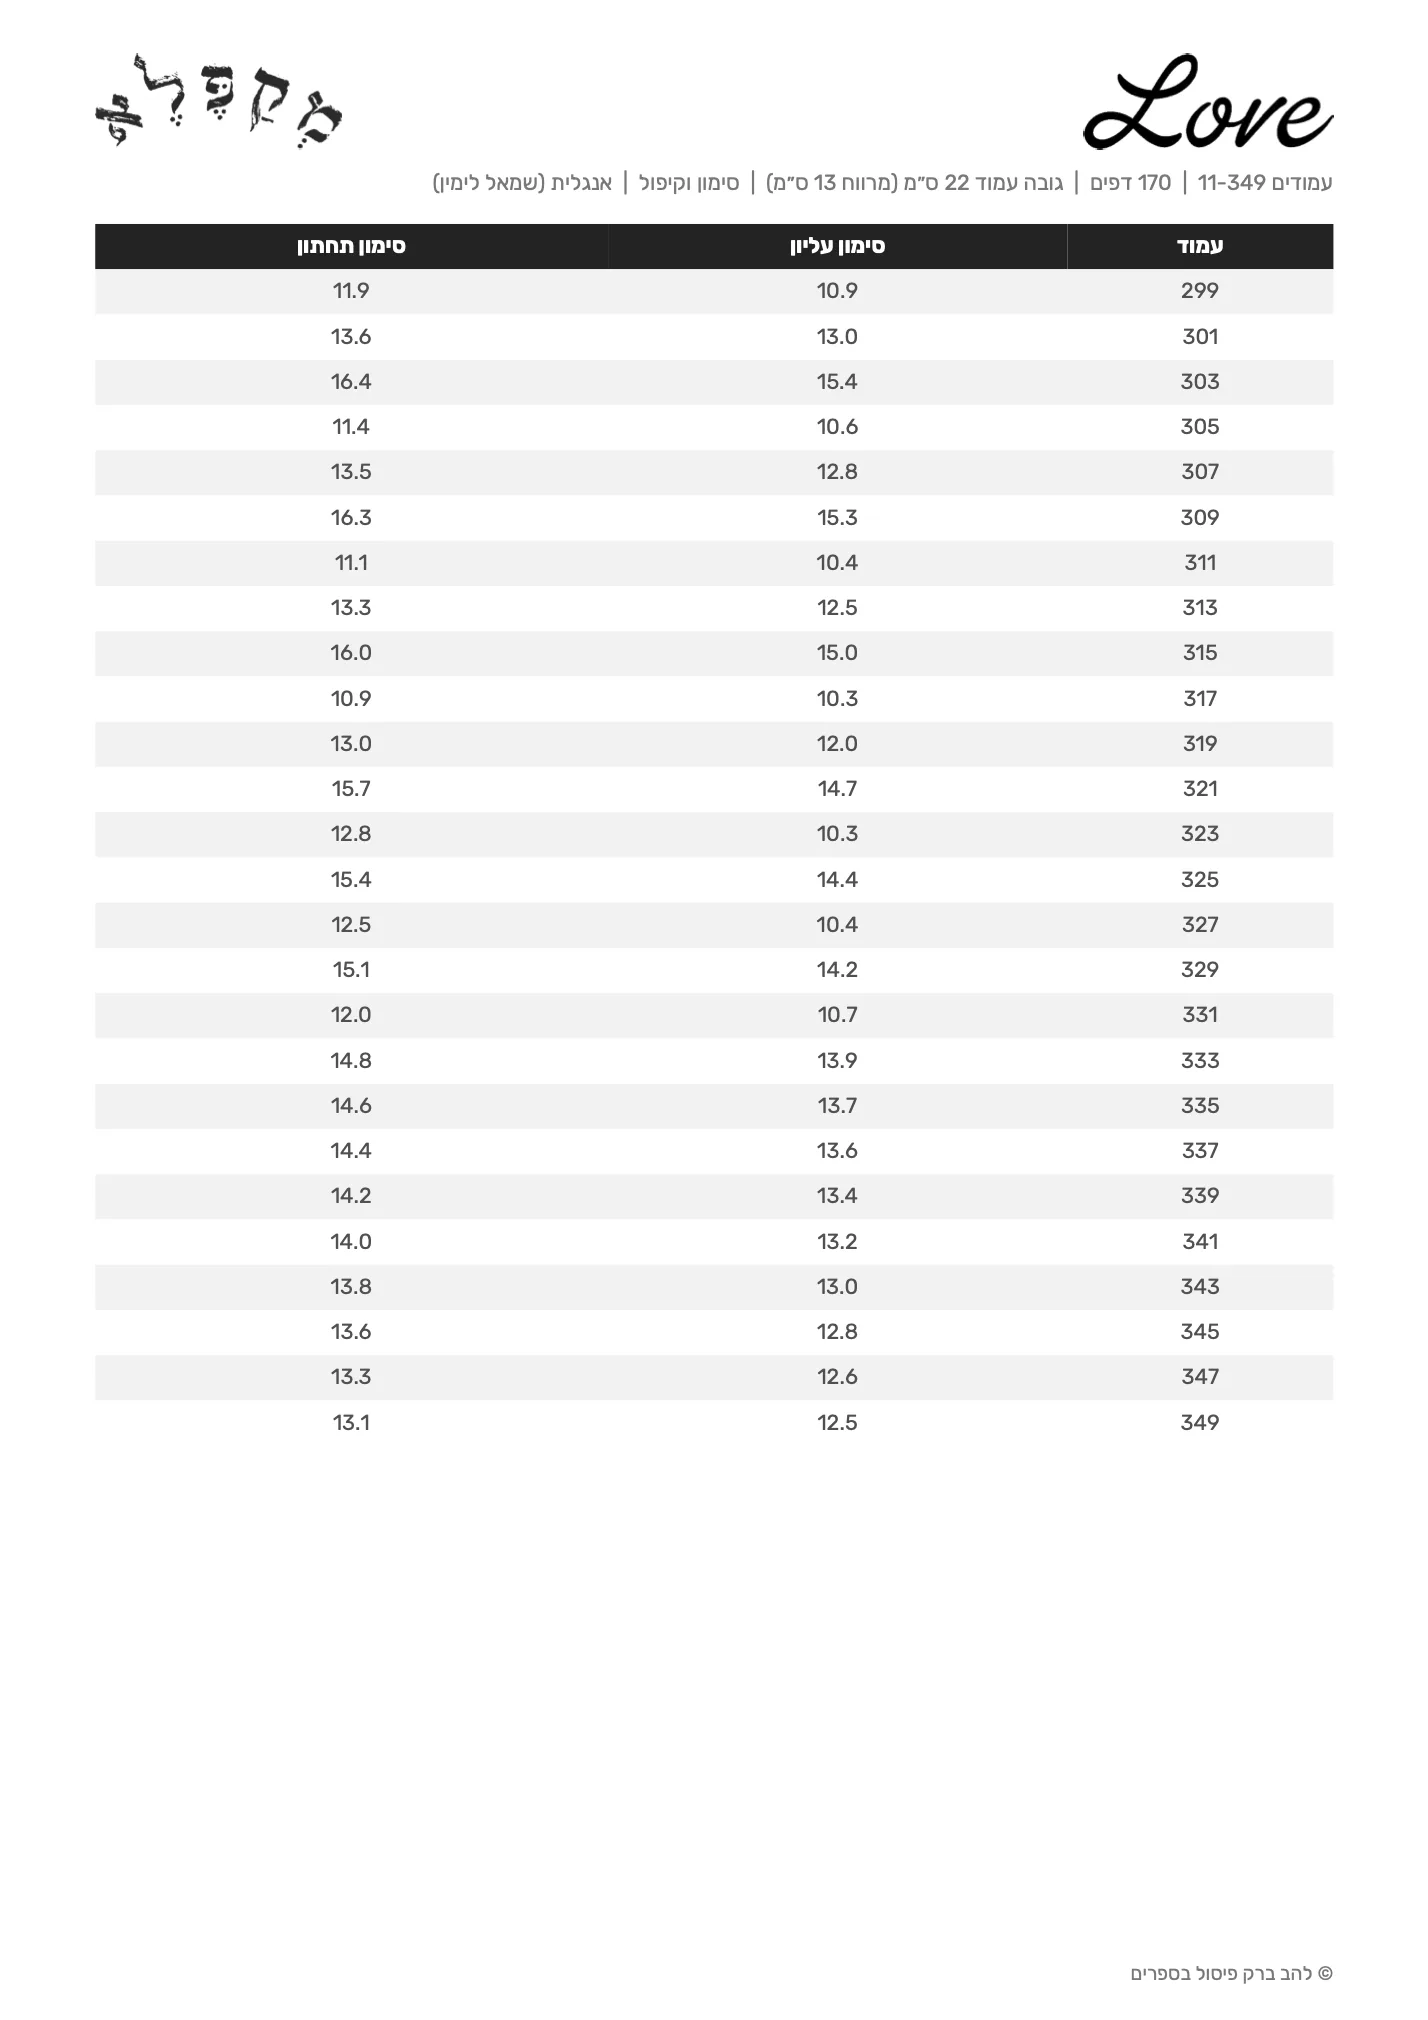 Love
מְקֻפָּלֶת
עמודים 11-349 | 170 דפים | גובה עמוד 22 ס״מ (מרווח 13 ס״מ) | סימון וקיפול | אנגלית (שמאל לימין)
עמוד סימון עליון סימון תחתון
299 10.9 11.9
301 13.0 13.6
303 15.4 16.4
305 10.6 11.4
307 12.8 13.5
309 15.3 16.3
311 10.4 11.1
313 12.5 13.3
315 15.0 16.0
317 10.3 10.9
319 12.0 13.0
321 14.7 15.7
323 10.3 12.8
325 14.4 15.4
327 10.4 12.5
329 14.2 15.1
331 10.7 12.0
333 13.9 14.8
335 13.7 14.6
337 13.6 14.4
339 13.4 14.2
341 13.2 14.0
343 13.0 13.8
345 12.8 13.6
347 12.6 13.3
349 12.5 13.1
© להב ברק פיסול בספרים